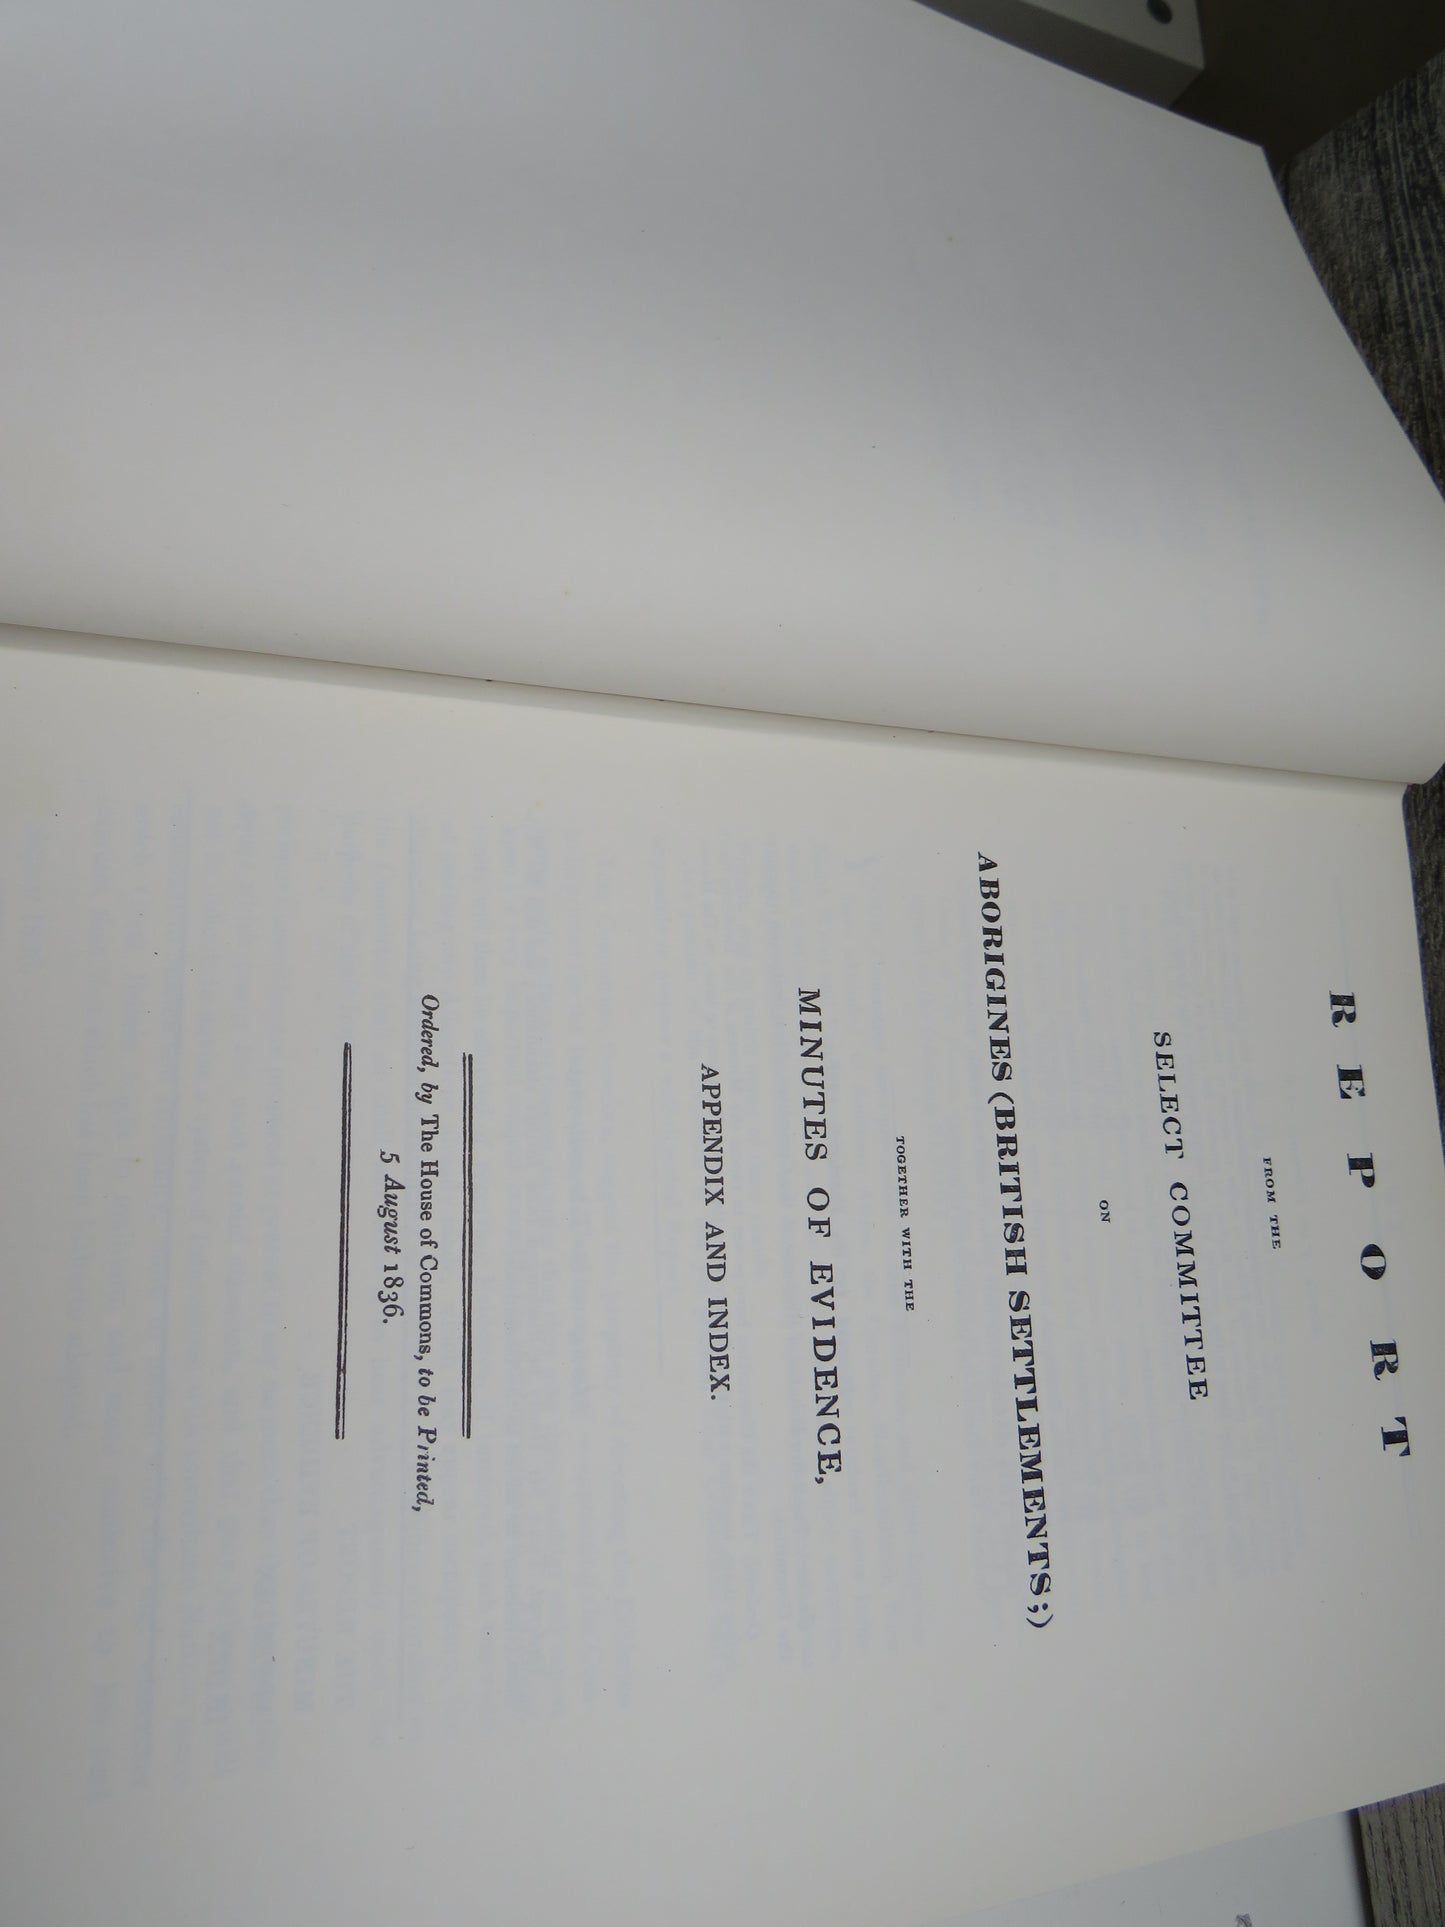 REPORT
FROM THE
SELECT COMMITTEE
ON
ABORIGINES (BRITISH SETTLEMENTS;)
TOGETHER WITH THE
MINUTES OF EVIDENCE,
APPENDIX AND INDEX.
Ordered, by The House of Commons, to be Printed,
5 August 1836.